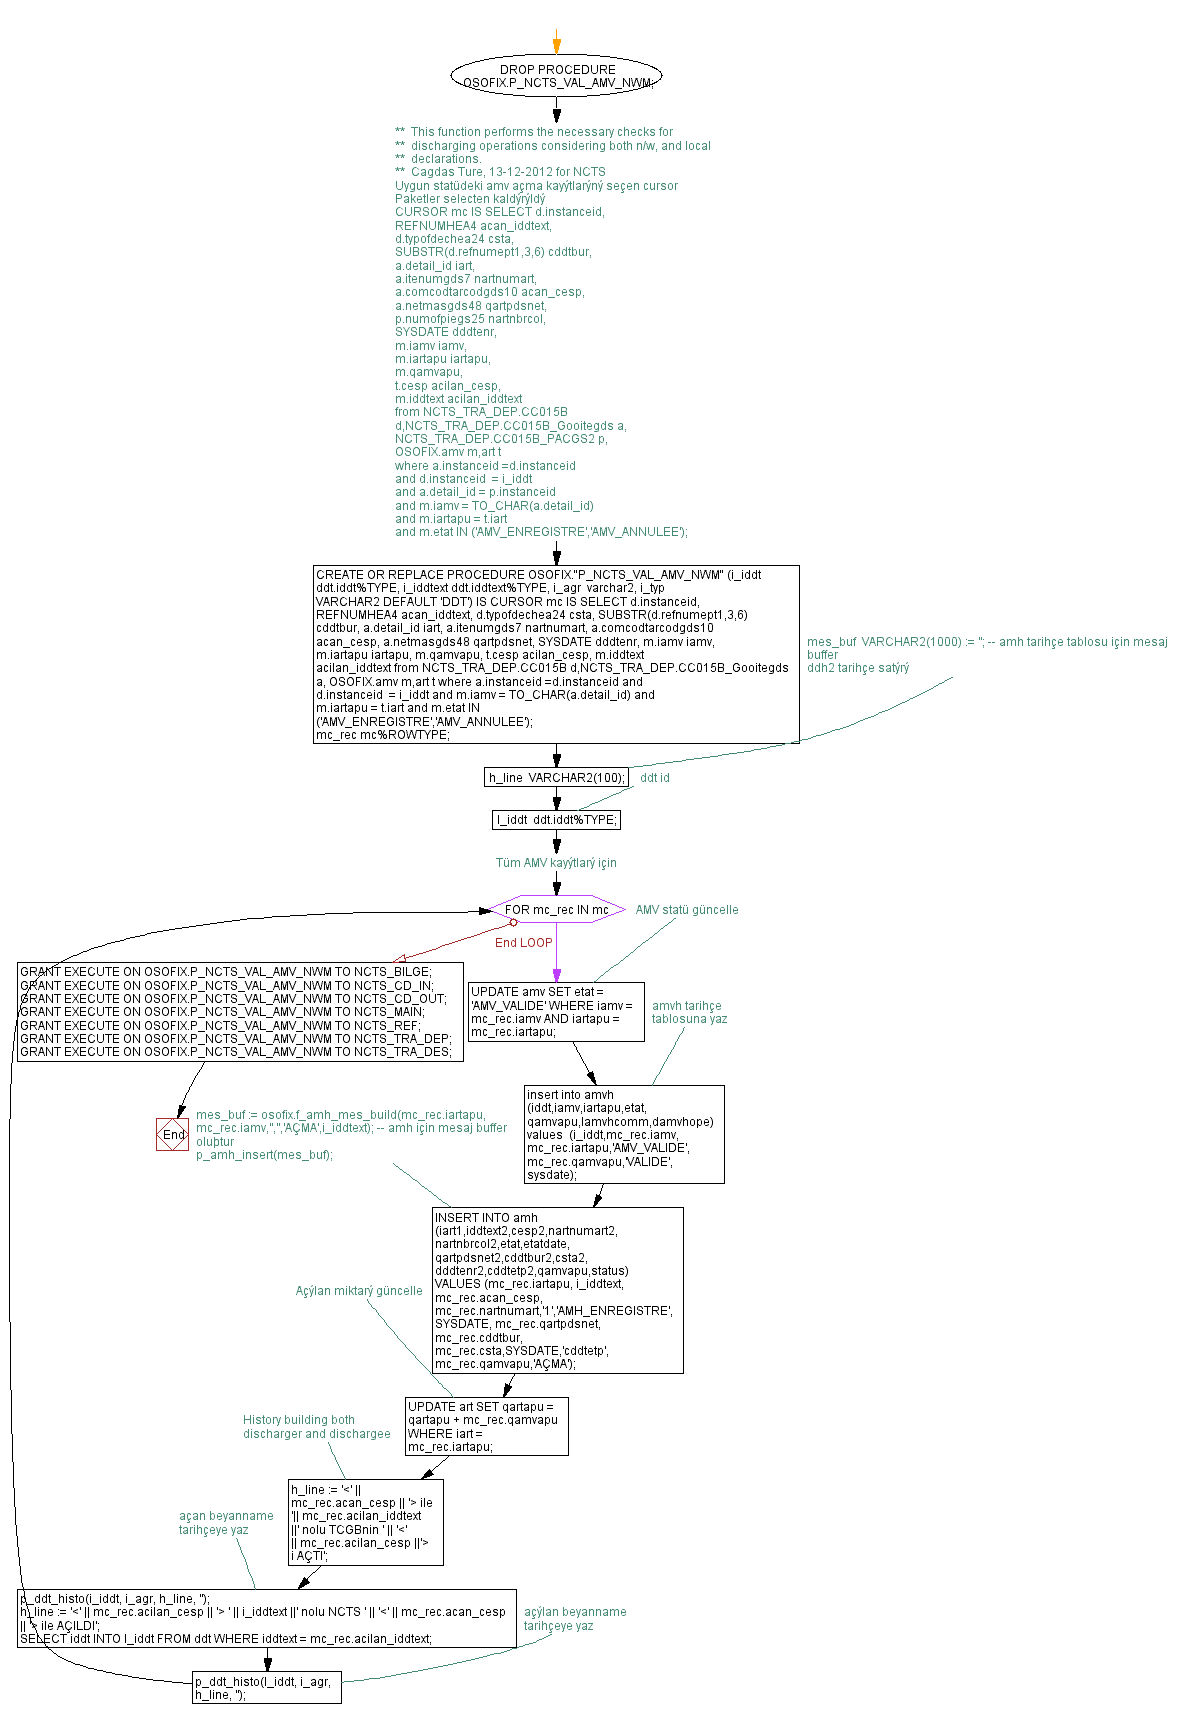 DROP PROCEDURE
OSOFIX.P_NCTS_VAL_AMV_NWM;
** This function performs the necessary checks for
** discharging operations considering both n/w, and local
** declarations.
** Cagdas Ture, 13-12-2012 for NCTS
Uygun statüdeki amv açma kayýtlarýný seçen cursor
Paketler selecten kaldýrýldý
CURSOR mc IS SELECT d.instanceid,
REFNUMHEA4 acan_iddtext,
d.typofdechea24 csta,
SUBSTR(d.refnumept1,3,6) cddtbur,
a.detail_id iart,
a.itenumgds7 nartnumart,
a.comcodtarcodgds10 acan_cesp,
a.netmasgds48 qartpdsnet,
p.numofpiegs25 nartnbrcol,
SYSDATE dddtenr,
m.iamv iamv,
m.iartapu iartapu,
m.qamvapu,
t.cesp acilan_cesp,
m.iddtext acilan_iddtext
from NCTS_TRA_DEP.CC015B
d,NCTS_TRA_DEP.CC015B_Gooitegds a,
NCTS_TRA_DEP.CC015B_PACGS2 p,
OSOFIX.amv m,art t
where a.instanceid =d.instanceid
and d.instanceid = i_iddt
and a.detail_id = p.instanceid
and m.iamv = TO_CHAR(a.detail_id)
and m.iartapu = t.iart
and m.etat IN ('AMV_ENREGISTRE','AMV_ANNULEE');
CREATE OR REPLACE PROCEDURE OSOFIX."P_NCTS_VAL_AMV_NWM" (i_iddt
ddt.iddt%TYPE, i_iddtext ddt.iddtext%TYPE, i_agr varchar2, i_typ
VARCHAR2 DEFAULT 'DDT') IS CURSOR mc IS SELECT d.instanceid,
REFNUMHEA4 acan_iddtext, d.typofdechea24 csta, SUBSTR(d.refnumept1,3,6)
cddtbur, a.detail_id iart, a.itenumgds7 nartnumart, a.comcodtarcodgds10
acan_cesp, a.netmasgds48 qartpdsnet, SYSDATE dddtenr, m.iamv iamv,
m.iartapu iartapu, m.qamvapu, t.cesp acilan_cesp, m.iddtext
acilan_iddtext from NCTS_TRA_DEP.CC015B d,NCTS_TRA_DEP.CC015B_Gooitegds
a, OSOFIX.amv m,art t where a.instanceid =d.instanceid and
d.instanceid = i_iddt and m.iamv = TO_CHAR(a.detail_id) and
m.iartapu = t.iart and m.etat IN
('AMV_ENREGISTRE','AMV_ANNULEE');
mc_rec mc%ROWTYPE;
mes_buf VARCHAR2(1000) := ''; -- amh tarihçe tablosu için mesaj
buffer
ddh2 tarihçe satýrý
h_line VARCHAR2(100);
ddt id
l_iddt ddt.iddt%TYPE;
Tüm AMV kayýtlarý için
FOR mc_rec IN mc
AMV statü güncelle
End LOOP
GRANT EXECUTE ON OSOFIX.P_NCTS_VAL_AMV_NWM TO NCTS_BILGE;
GRANT EXECUTE ON OSOFIX.P_NCTS_VAL_AMV_NWM TO NCTS_CD_IN;
GRANT EXECUTE ON OSOFIX.P_NCTS_VAL_AMV_NWM TO NCTS_CD_OUT;
GRANT EXECUTE ON OSOFIX.P_NCTS_VAL_AMV_NWM TO NCTS_MAIN;
GRANT EXECUTE ON OSOFIX.P_NCTS_VAL_AMV_NWM TO NCTS_REF;
GRANT EXECUTE ON OSOFIX.P_NCTS_VAL_AMV_NWM TO NCTS_TRA_DEP;
GRANT EXECUTE ON OSOFIX.P_NCTS_VAL_AMV_NWM TO NCTS_TRA_DES;
UPDATE amv SET etat =
'AMV_VALIDE' WHERE iamv =
mc_rec.iamv AND iartapu =
mc_rec.iartapu;
amvh tarihçe
tablosuna yaz
insert into amvh
(iddt,iamv,iartapu,etat,
qamvapu,lamvhcomm,damvhope)
values (i_iddt,mc_rec.iamv,
mc_rec.iartapu,'AMV_VALIDE',
mc_rec.qamvapu,'VALIDE',
sysdate);
End
mes_buf := osofix.f_amh_mes_build(mc_rec.iartapu,
mc_rec.iamv,'','','AÇMA',i_iddtext); -- amh için mesaj buffer
oluþtur
p_amh_insert(mes_buf);
INSERT INTO amh
(iart1,iddtext2,cesp2,nartnumart2,
nartnbrcol2,etat,etatdate,
qartpdsnet2,cddtbur2,csta2,
dddtenr2,cddtetp2,qamvapu,status)
VALUES (mc_rec.iartapu, i_iddtext,
mc_rec.acan_cesp,
mc_rec.nartnumart,'1','AMH_ENREGISTRE',
SYSDATE, mc_rec.qartpdsnet,
mc_rec.cddtbur,
mc_rec.csta,SYSDATE,'cddtetp',
mc_rec.qamvapu,'AÇMA');
Açýlan miktarý güncelle
UPDATE art SET qartapu =
qartapu + mc_rec.qamvapu
WHERE iart =
mc_rec.iartapu;
History building both
discharger and dischargee
h_line := '<' ||
mc_rec.acan_cesp || '> ile
'|| mc_rec.acilan_iddtext
||' nolu TCGBnin ' || '<'
|| mc_rec.acilan_cesp ||'>
i AÇTI';
açan beyanname
tarihçeye yaz
p_ddt_histo(i_iddt, i_agr, h_line, '');
h_line := '<' || mc_rec.acilan_cesp || '> ' || i_iddtext ||' nolu NCTS ' || '<' || mc_rec.acan_cesp
|| '> ile AÇILDI';
SELECT iddt INTO l_iddt FROM ddt WHERE iddtext = mc_rec.acilan_iddtext;
açýlan beyanname
tarihçeye yaz
p_ddt_histo(l_iddt, i_agr,
h_line, '');